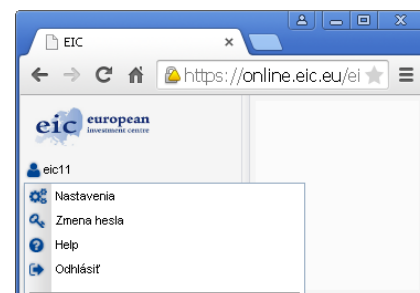 EIC
https://online.eic.eu/ei
eic european
investment centre
eic11
Nastavenia
Zmena hesla
Help
Odhlásiť